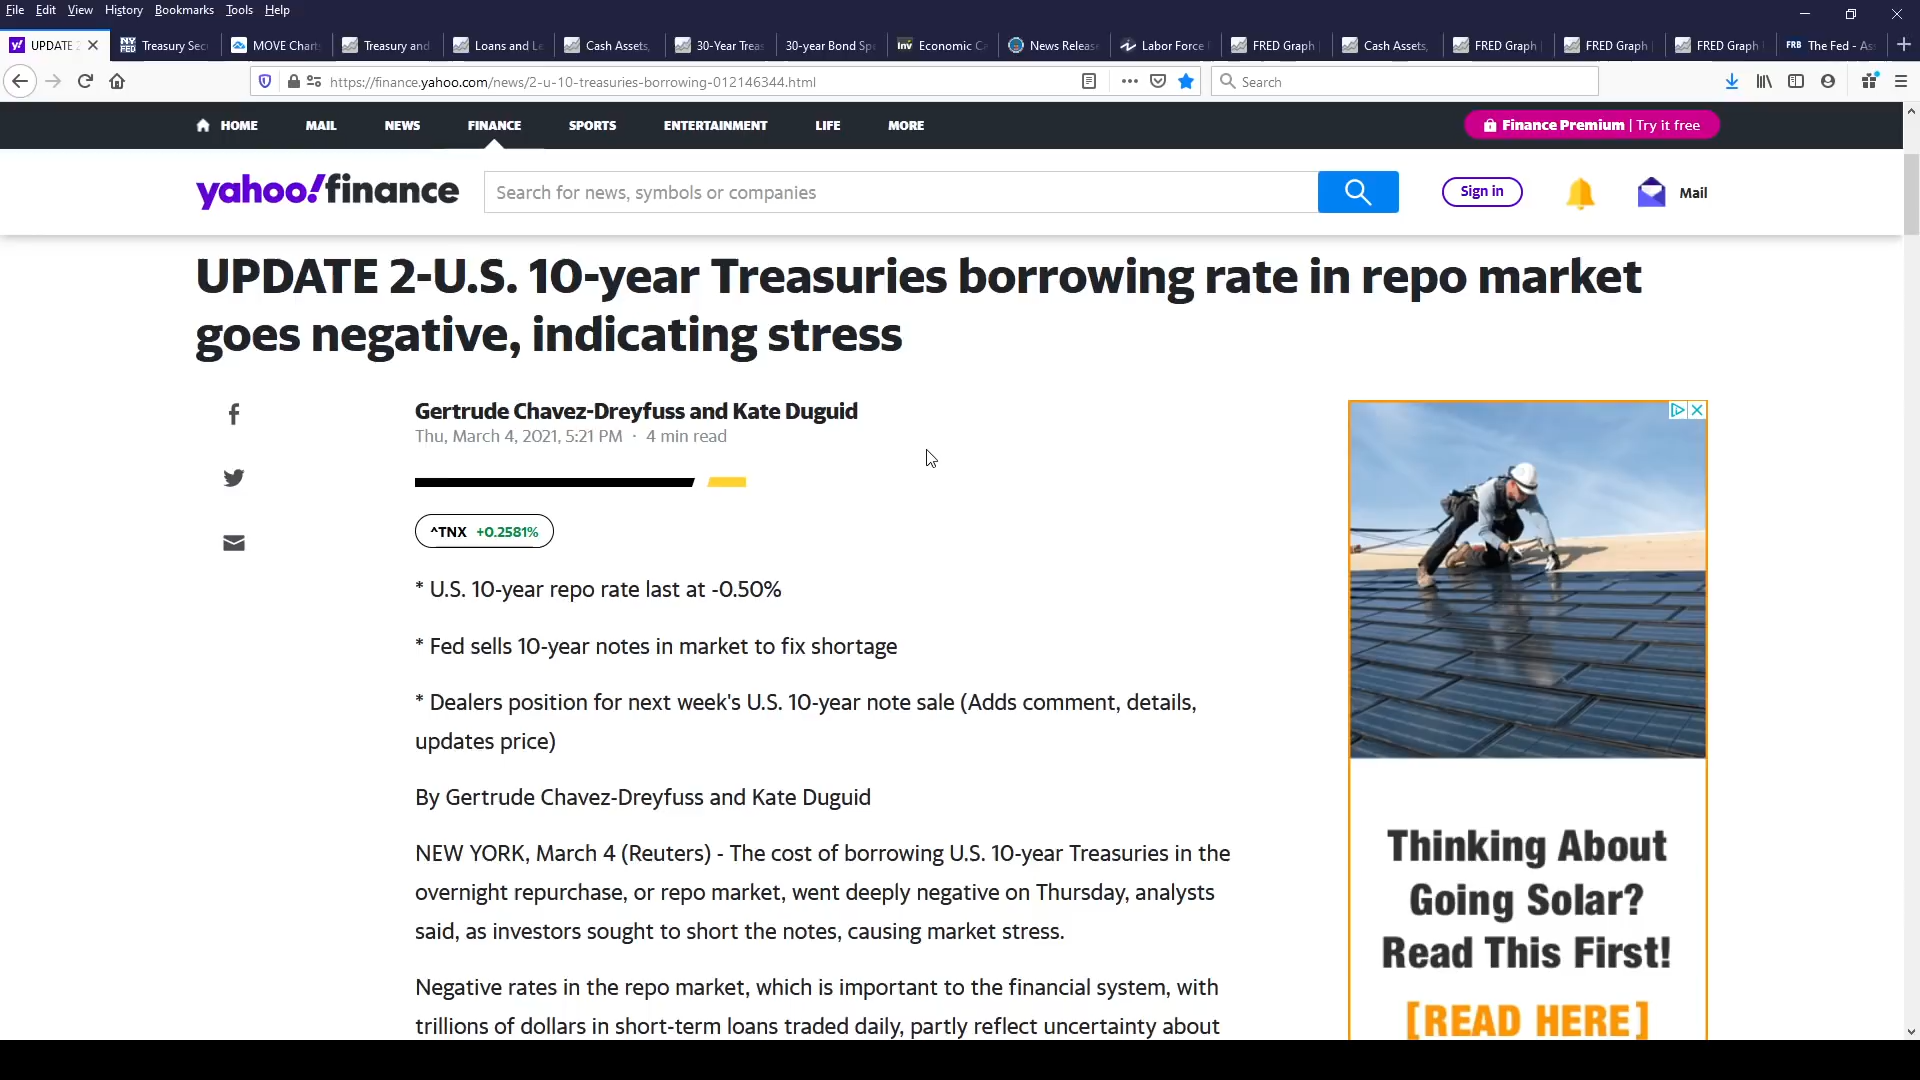 File Edit View History Bookmarks Tools Help
UPDATE 2
Treasury Sec
MOVE Chart
Treasury and
Loans and Le
Cash Assets,
30-Year Trea
30-year Bond Sp
Economic C
News Release
Labor Force
FRED Graph
Cash Assets,
FRED Graph
FRED Graph
FRED Graph
The Fed - As
https://finance.yahoo.com/news/2-u-10-treasuries-borrowing-012146344.html
Search
HOME MAIL NEWS FINANCE SPORTS ENTERTAINMENT LIFE MORE
Finance Premium | Try it free
yahoo!finance
Search for news, symbols or companies
Sign in
Mail
UPDATE 2-U.S. 10-year Treasuries borrowing rate in repo market
goes negative, indicating stress
Gertrude Chavez-Dreyfuss and Kate Duguid
Thu, March 4, 2021, 5:21 PM · 4 min read
^TNX +0.2581%
* U.S. 10-year repo rate last at -0.50%
* Fed sells 10-year notes in market to fix shortage
* Dealers position for next week's U.S. 10-year note sale (Adds comment, details,
updates price)
By Gertrude Chavez-Dreyfuss and Kate Duguid
NEW YORK, March 4 (Reuters) - The cost of borrowing U.S. 10-year Treasuries in the
overnight repurchase, or repo market, went deeply negative on Thursday, analysts
said, as investors sought to short the notes, causing market stress.
Negative rates in the repo market, which is important to the financial system, with
trillions of dollars in short-term loans traded daily, partly reflect uncertainty about
Thinking About
Going Solar?
Read This First!
[READ HERE]